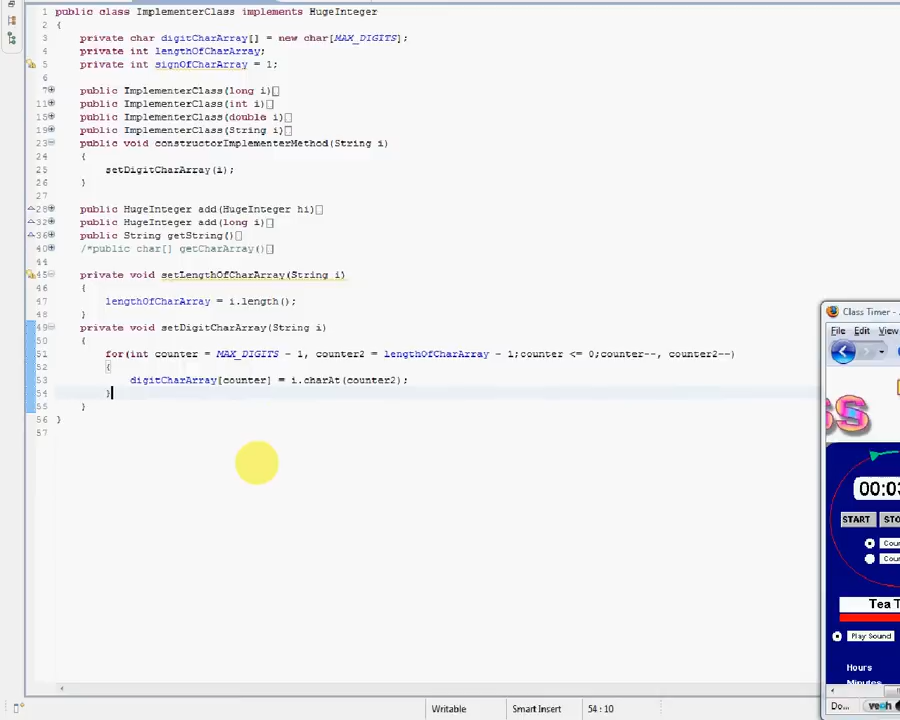 1 public class ImplementerClass implements HugeInteger
2 {
3 private char digitCharArray[] = new char[MAX_DIGITS];
4 private int lengthOfCharArray;
5 private int signOfCharArray = 1;
6
7 public ImplementerClass(long i)
11 public ImplementerClass(int i)
15 public ImplementerClass(double i)
19 public ImplementerClass(String i)
23 public void constructorImplementerMethod(String i)
24 {
25 setDigitCharArray(i);
26 }
27
28 public HugeInteger add(HugeInteger hi)
32 public HugeInteger add(long i)
36 public String getString()
40 /*public char[] getCharArray()
44
45 private void setLengthOfCharArray(String i)
46 {
47 lengthOfCharArray = i.length();
48 }
49 private void setDigitCharArray(String i)
50 {
51 for(int counter = MAX_DIGITS - 1, counter2 = lengthOfCharArray - 1;counter <= 0;counter--, counter2--)
52 {
53 digitCharArray[counter] = i.charAt(counter2);
54 }
55 }
56 }
57
Class Timer -
File Edit View
SS
00:03
START STO
Cou
Cou
Tea T
Play Sound
Hours
Minutes
Do... veoh
Writable Smart Insert 54 : 10